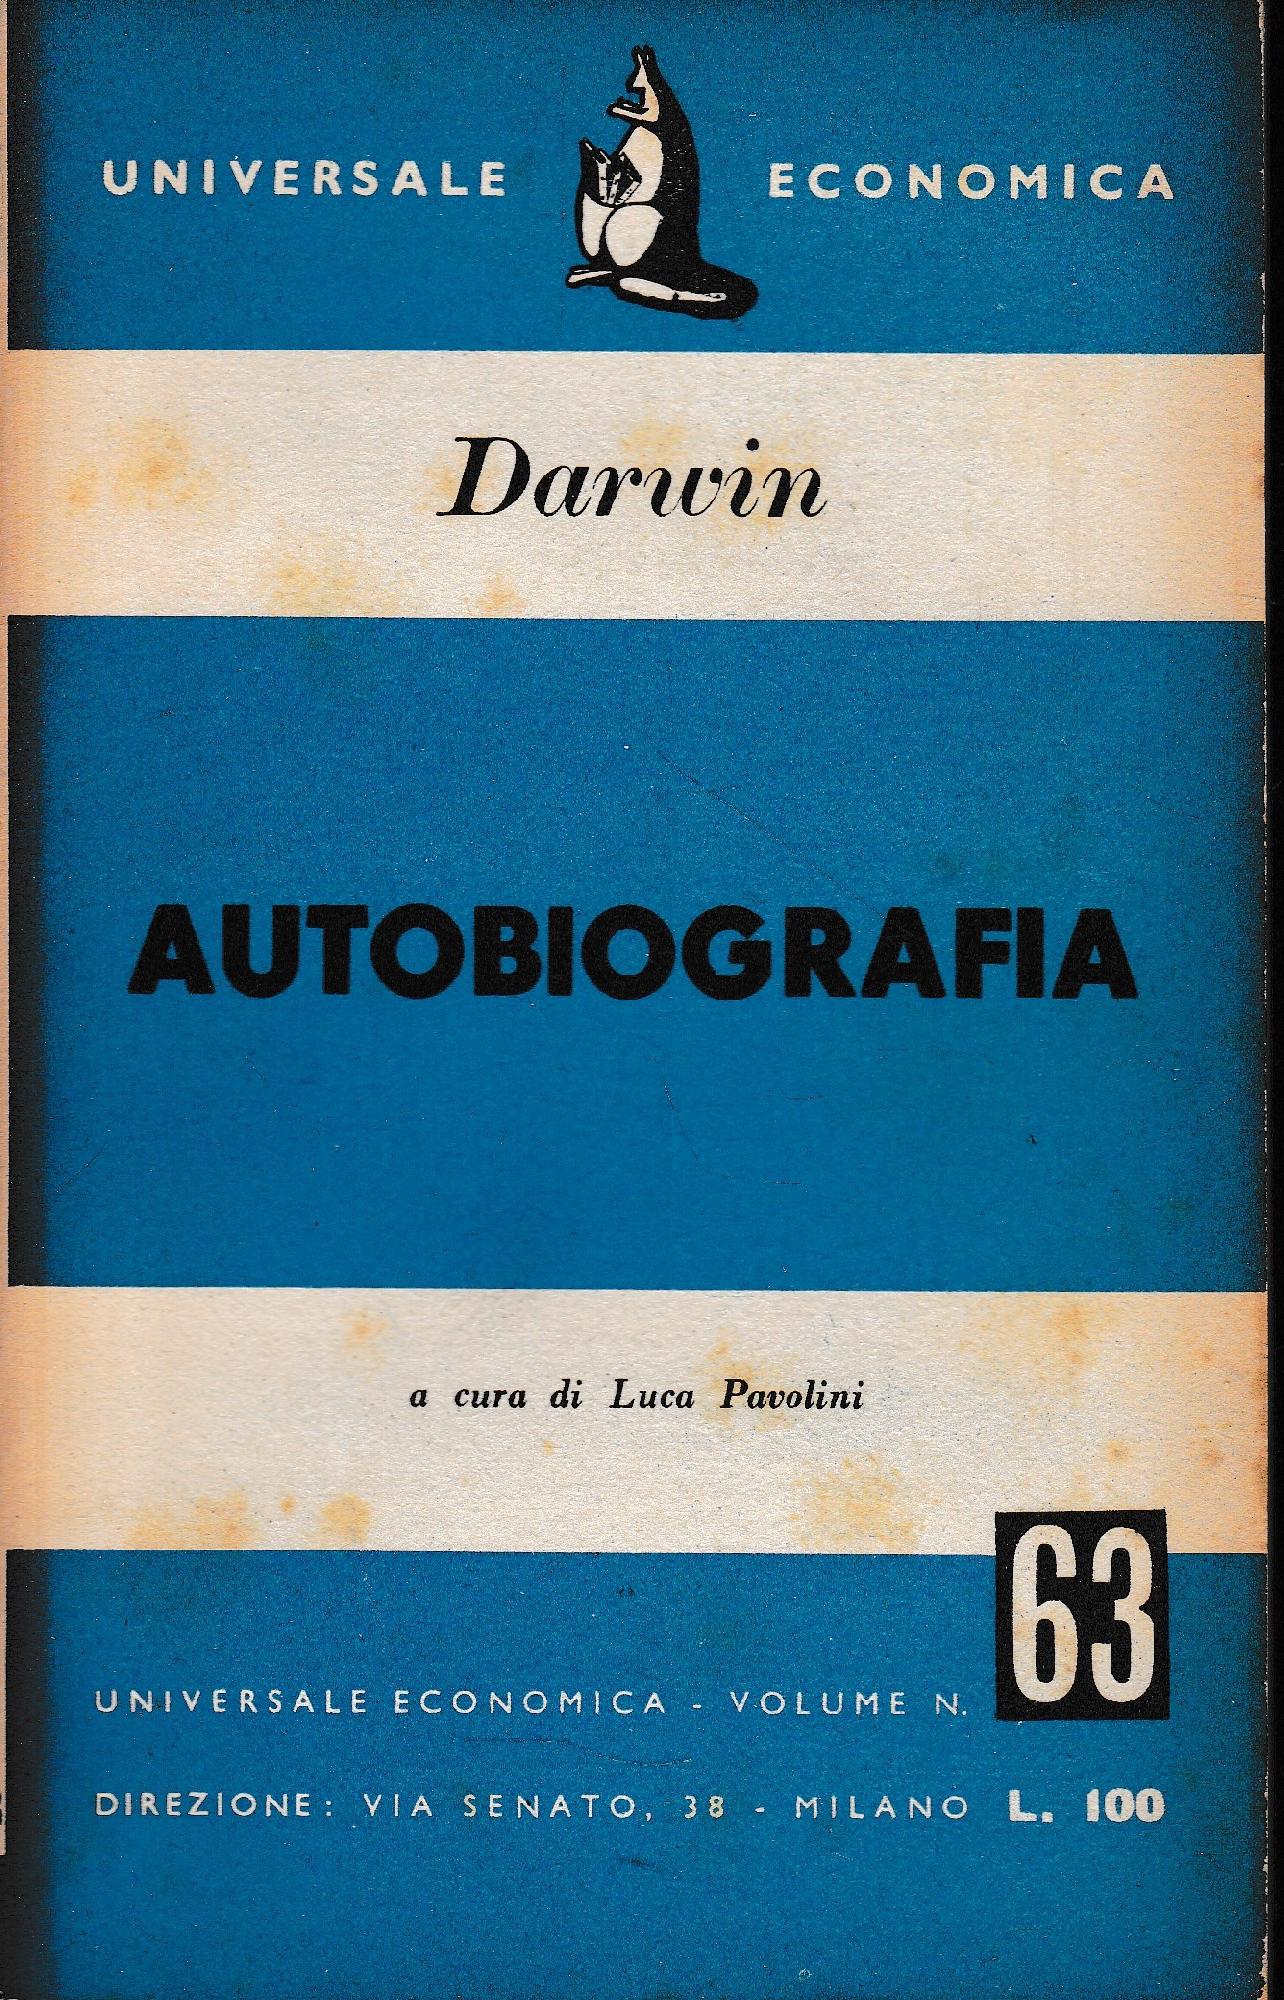 UNIVERSALE ECONOMICA
Darwin
AUTOBIOGRAFIA
a cura di Luca Pavolini
63
UNIVERSALE ECONOMICA - VOLUME N.
DIREZIONE: VIA SENATO, 38 - MILANO L. 100